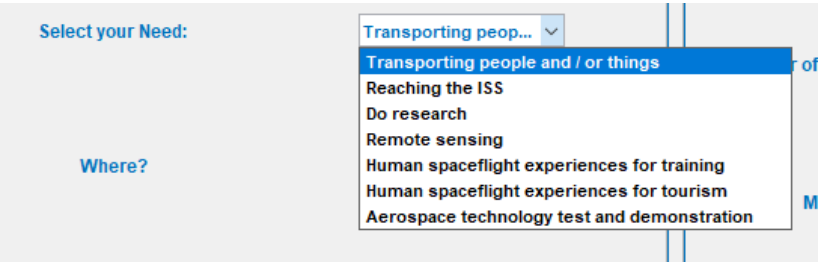 Select your Need:
Transporting peop...
Transporting people and / or things
Reaching the ISS
Do research
Remote sensing
Human spaceflight experiences for training
Human spaceflight experiences for tourism
Aerospace technology test and demonstration
Where?
of
M